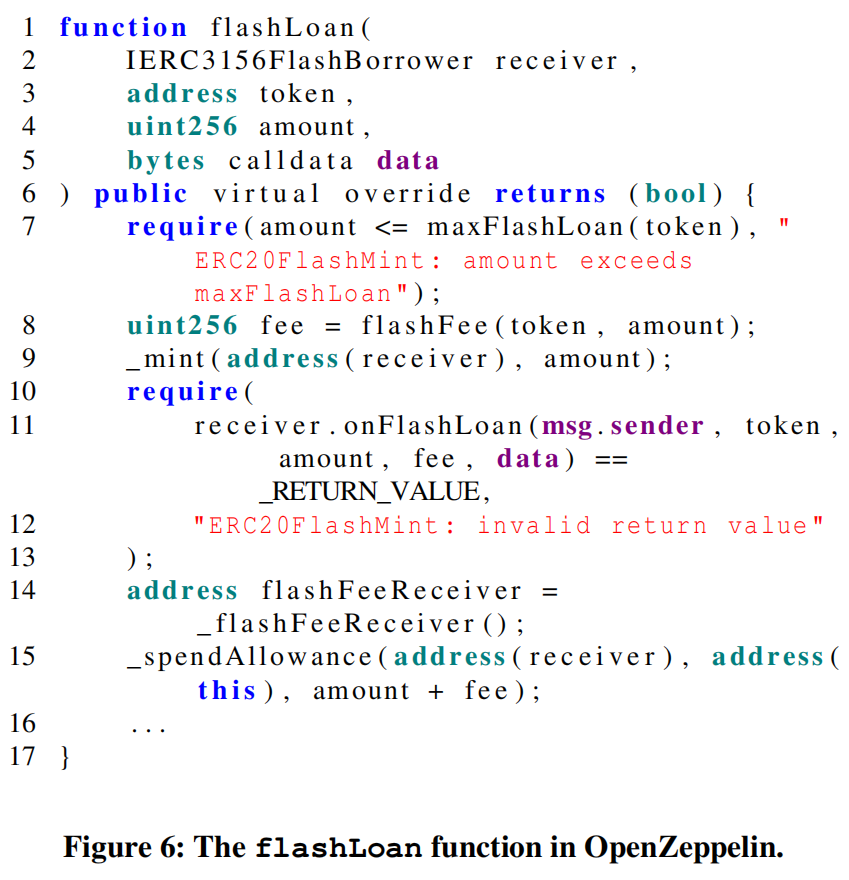 1 function flashLoan(
2 IERC3156FlashBorrower receiver,
3 address token,
4 uint256 amount,
5 bytes calldata data
6 ) public virtual override returns (bool) {
7 require(amount <= maxFlashLoan(token), "
ERC20FlashMint: amount exceeds
maxFlashLoan");
8 uint256 fee = flashFee(token, amount);
9 _mint(address(receiver), amount);
10 require(
11 receiver.onFlashLoan(msg.sender, token,
amount, fee, data) ==
_RETURN_VALUE,
12 "ERC20FlashMint: invalid return value"
13 );
14 address flashFeeReceiver =
_flashFeeReceiver();
15 _spendAllowance(address(receiver), address(
this), amount + fee);
16 ...
17 }
Figure 6: The flashLoan function in OpenZeppelin.